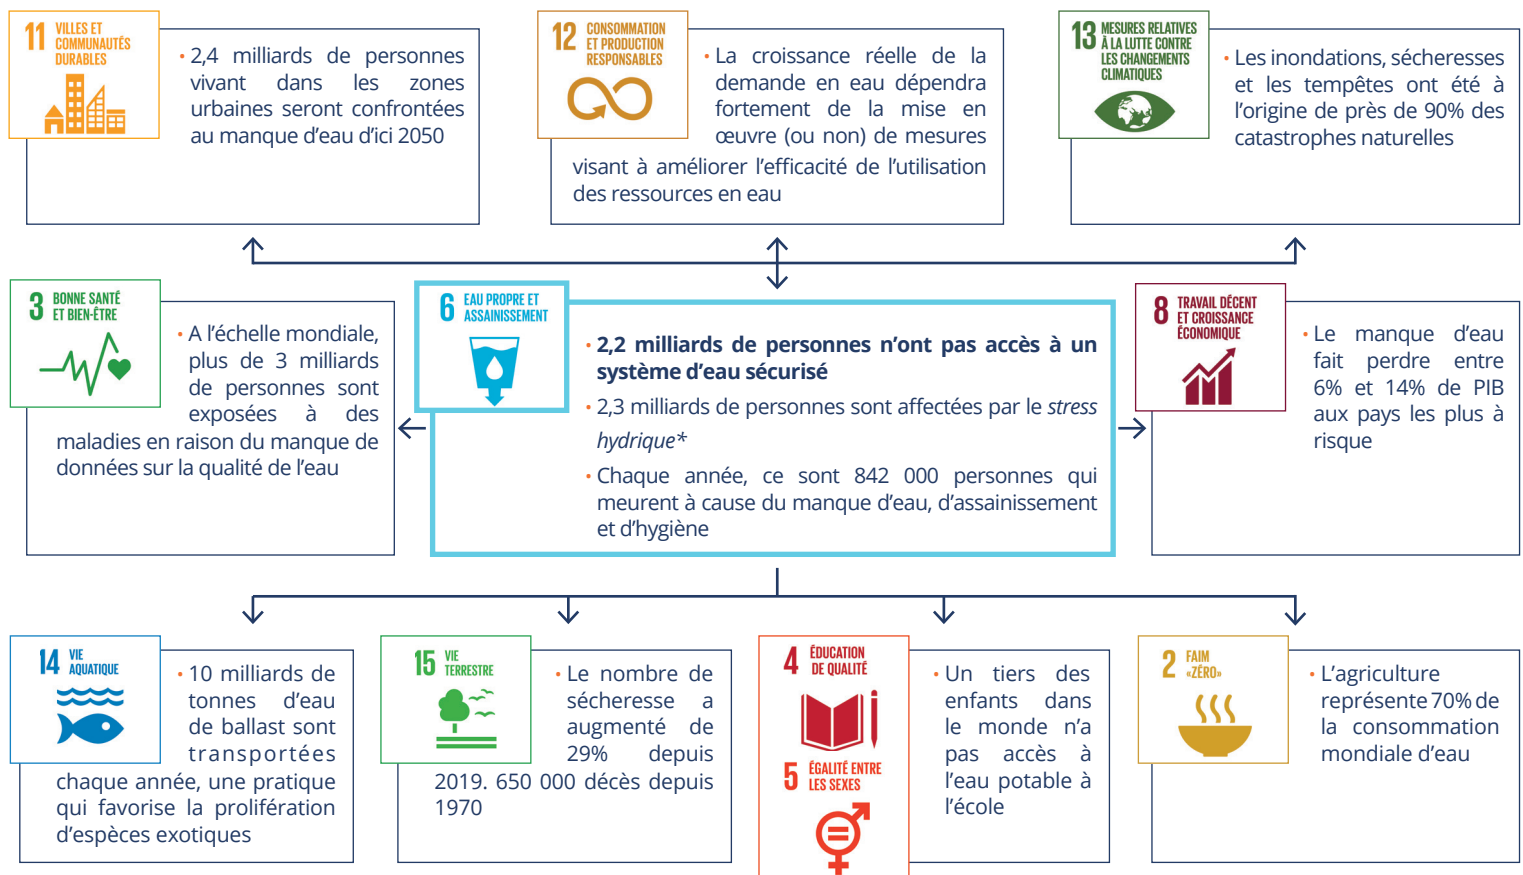 11 VILLES ET
COMMUNAUTÉS
DURABLES
• 2,4 milliards de personnes
vivant dans les zones
urbaines seront confrontées
au manque d'eau d'ici 2050
12 CONSOMMATION
ET PRODUCTION
RESPONSABLES
• La croissance réelle de la
demande en eau dépendra
fortement de la mise en
œuvre (ou non) de mesures
visant à améliorer l'efficacité de l'utilisation
des ressources en eau
13 MESURES RELATIVES
À LA LUTTE CONTRE
LES CHANGEMENTS
CLIMATIQUES
• Les inondations, sécheresses
et les tempêtes ont été à
l'origine de près de 90% des
catastrophes naturelles
3 BONNE SANTÉ
ET BIEN-ÊTRE
• A l'échelle mondiale,
plus de 3 milliards
de personnes sont
exposées à des
maladies en raison du manque de
données sur la qualité de l'eau
6 EAU PROPRE ET
ASSAINISSEMENT
• 2,2 milliards de personnes n'ont pas accès à un
système d'eau sécurisé
• 2,3 milliards de personnes sont affectées par le stress
hydrique*
• Chaque année, ce sont 842 000 personnes qui
meurent à cause du manque d'eau, d'assainissement
et d'hygiène
8 TRAVAIL DÉCENT
ET CROISSANCE
ÉCONOMIQUE
• Le manque d'eau
fait perdre entre
6% et 14% de PIB
aux pays les plus à
risque
14 VIE
AQUATIQUE
• 10 milliards de
tonnes d'eau
de ballast sont
transportées
chaque année, une pratique
qui favorise la prolifération
d'espèces exotiques
15 VIE
TERRESTRE
• Le nombre de
sécheresse a
augmenté de
29% depuis
2019. 650 000 décès depuis
1970
4 ÉDUCATION
DE QUALITÉ
5 ÉGALITÉ ENTRE
LES SEXES
• Un tiers des
enfants dans
le monde n'a
pas accès à
l'eau potable à
l'école
2 FAIM
«ZÉRO»
• L'agriculture
représente 70% de
la consommation
mondiale d'eau